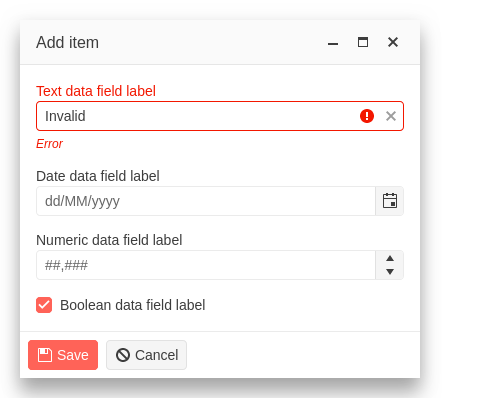 Add item
Text data field label
Invalid
Error
Date data field label
dd/MM/yyyy
Numeric data field label
##,###
Boolean data field label
Save
Cancel